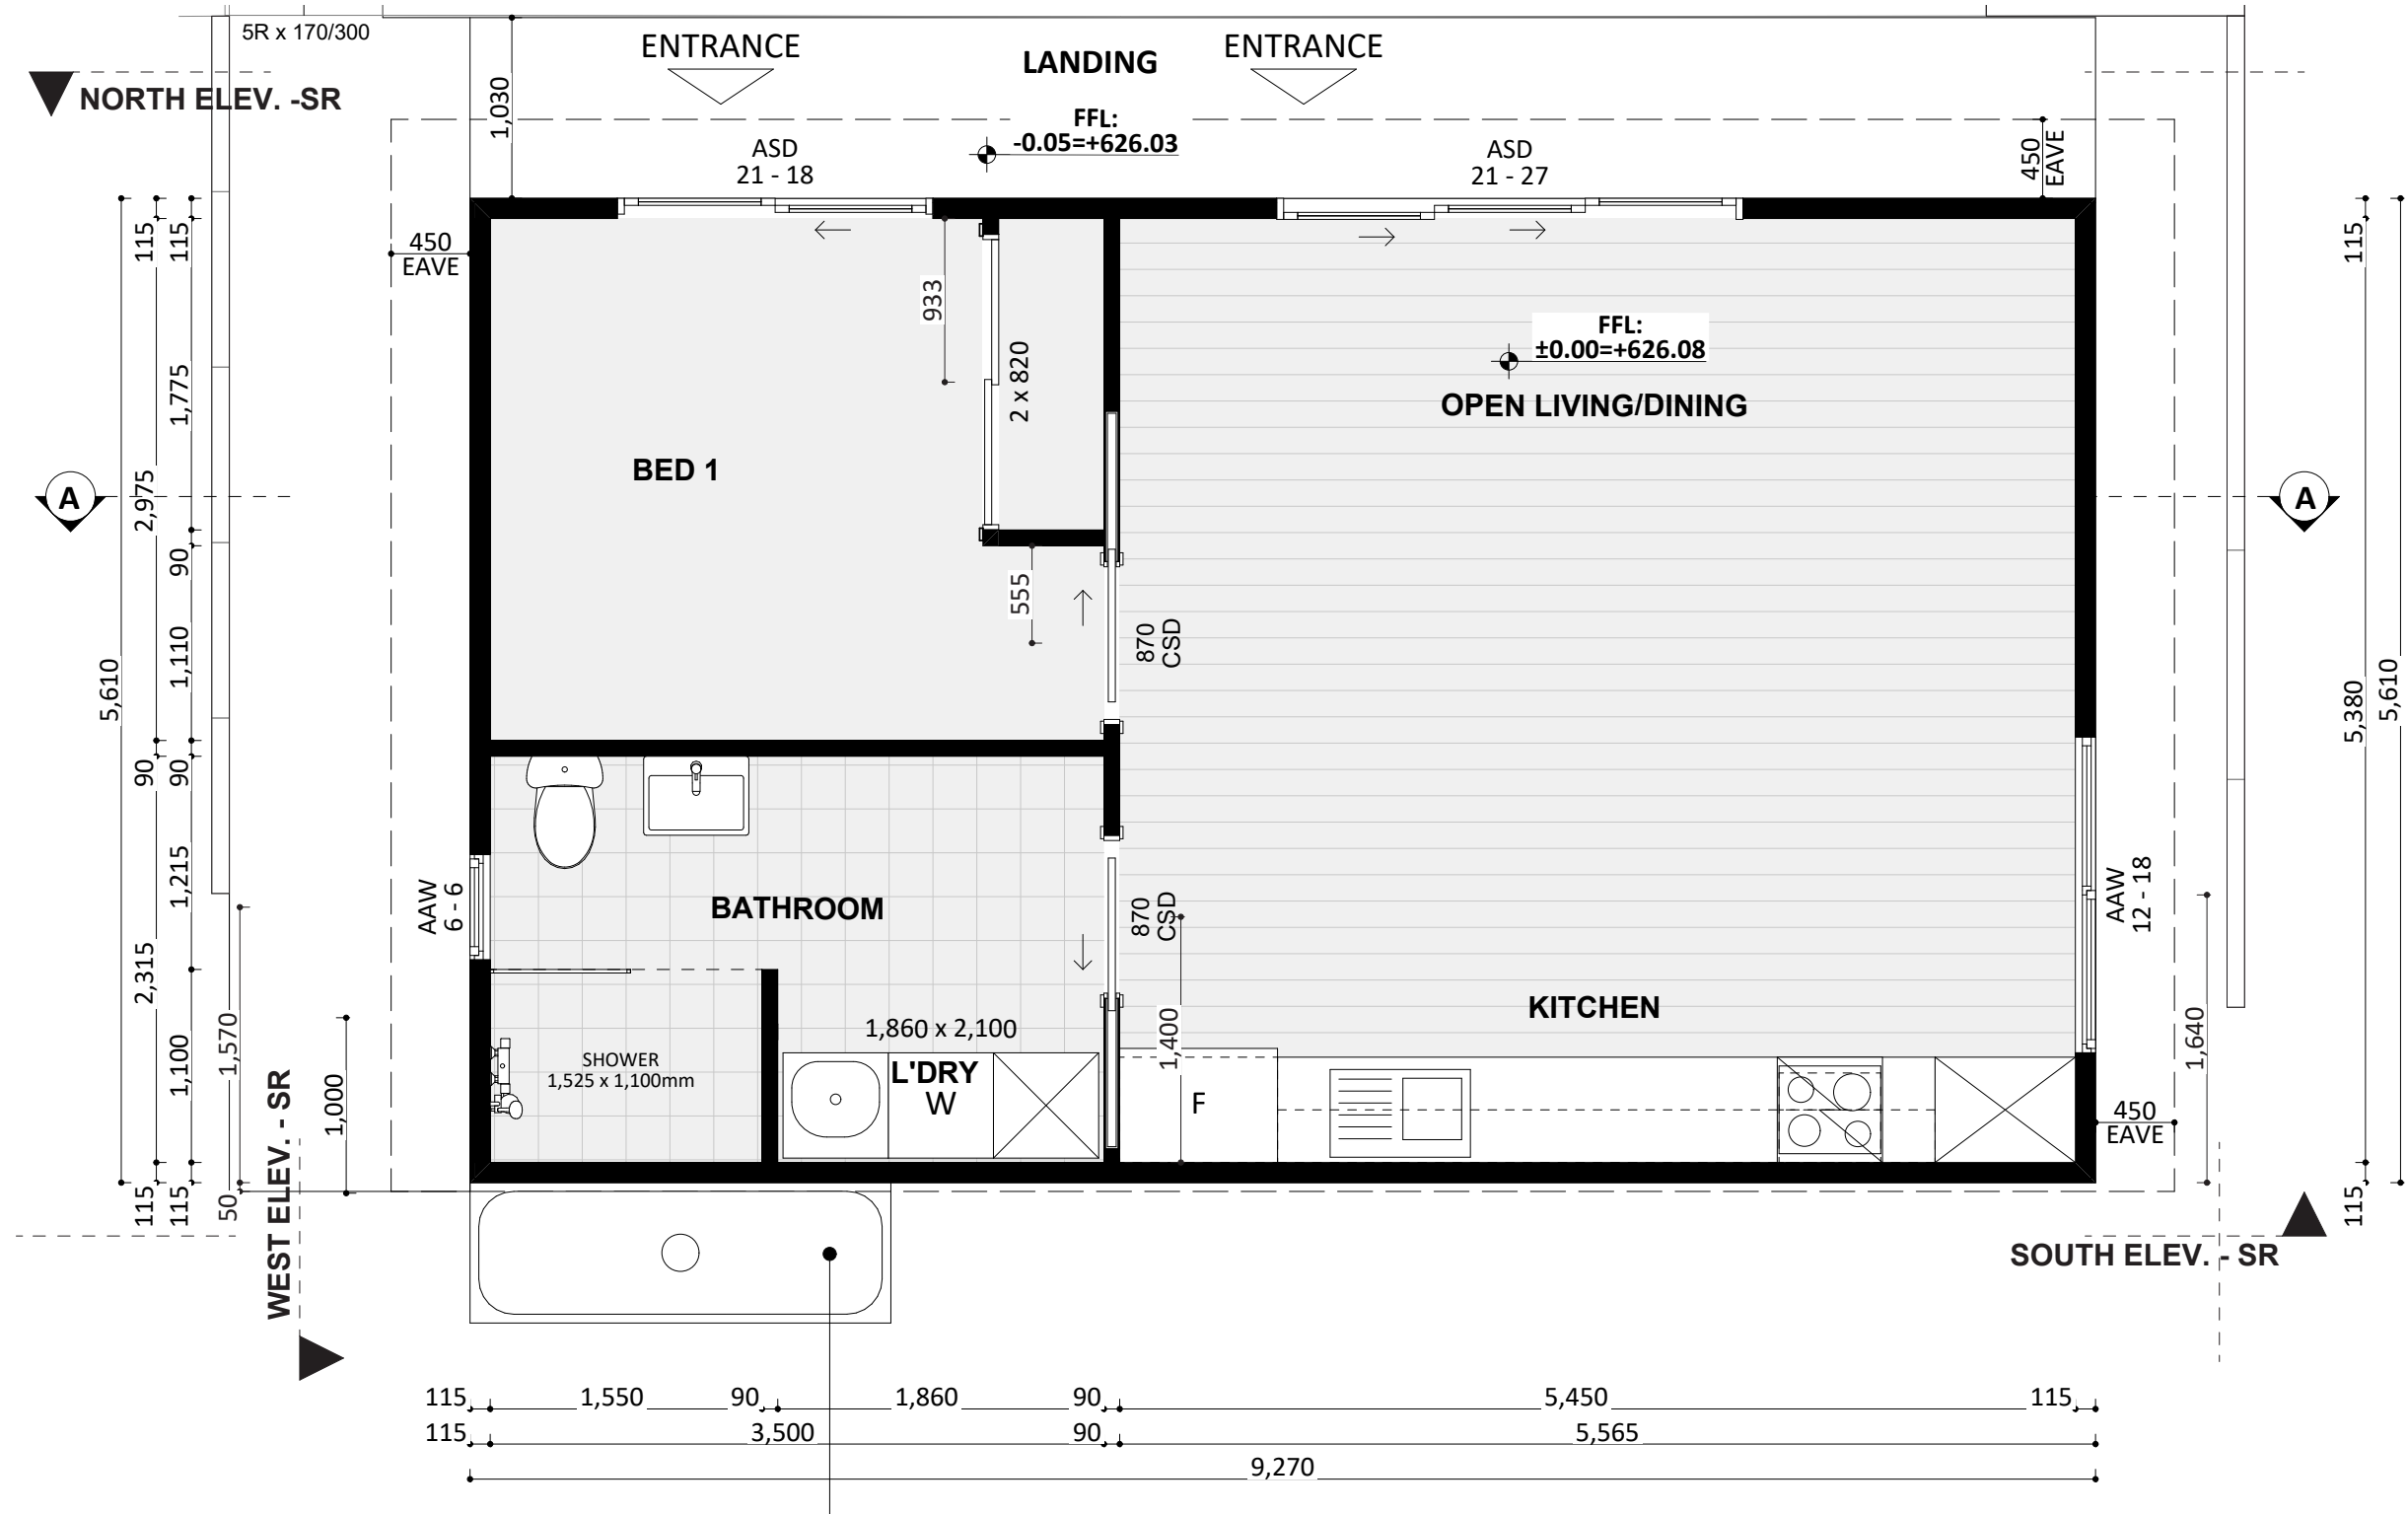 5R x 170/300
ENTRANCE
LANDING
ENTRANCE
NORTH ELEV. -SR
1,030
FFL:
-0.05=+626.03
ASD
21 - 18
ASD
21 - 27
450
EAVE
450
EAVE
115
115
115
933
2 x 820
FFL:
±0.00=+626.08
OPEN LIVING/DINING
BED 1
1,775
2,975
A
A
90
555
870
CSD
1,110
5,610
5,380
5,610
90
90
1,215
AAW
6 - 6
BATHROOM
870
CSD
AAW
12 - 18
2,315
1,570
1,100
1,000
1,860 x 2,100
SHOWER
1,525 x 1,100mm
L'DRY
W
1,400
F
KITCHEN
1,640
450
EAVE
115
115
50
115
WEST ELEV. - SR
SOUTH ELEV. - SR
115
1,550
90
1,860
90
5,450
115
115
3,500
90
5,565
9,270